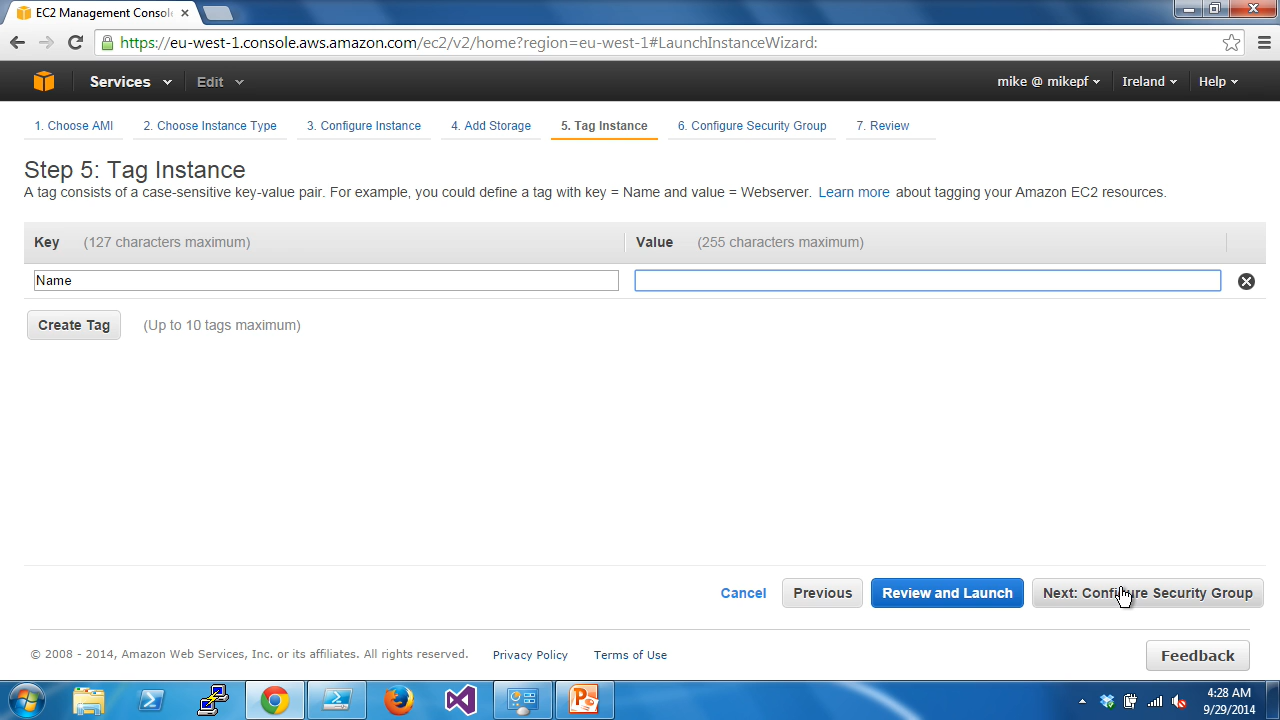 EC2 Management Conso
https://eu-west-1.console.aws.amazon.com/ec2/v2/home?region=eu-west-1#LaunchInstanceWizard:
Services Edit mike @ mikepf Ireland Help
1. Choose AMI 2. Choose Instance Type 3. Configure Instance 4. Add Storage 5. Tag Instance 6. Configure Security Group 7. Review
Step 5: Tag Instance
A tag consists of a case-sensitive key-value pair. For example, you could define a tag with key = Name and value = Webserver. Learn more about tagging your Amazon EC2 resources.
Key (127 characters maximum) Value (255 characters maximum)
Name
Create Tag (Up to 10 tags maximum)
Cancel Previous Review and Launch Next: Configure Security Group
© 2008 - 2014, Amazon Web Services, Inc. or its affiliates. All rights reserved. Privacy Policy Terms of Use
Feedback
4:28 AM
9/29/2014